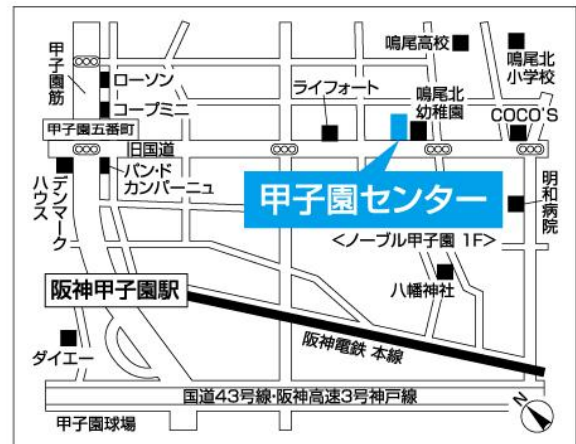 鳴尾高校
鳴尾北
小学校
甲子園筋
ローソン
コープミニ
甲子園五番町
旧国道
ライフォート
鳴尾北
幼稚園
COCO'S
デンマーク
ハウス
パン・ド
カンパーニュ
甲子園センター
<ノーブル甲子園 1F>
明和病院
八幡神社
阪神甲子園駅
阪神電鉄 本線
ダイエー
国道43号線・阪神高速3号神戸線
甲子園球場
N